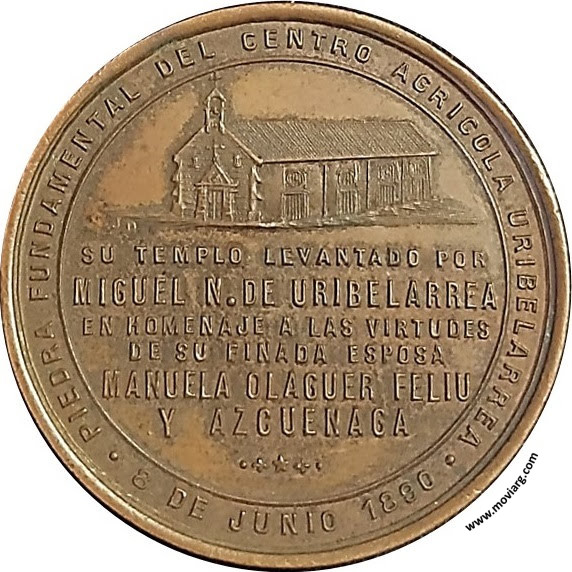 PIEDRA FUNDAMENTAL DEL CENTRO AGRICOLA URIBELARREA
SU TEMPLO LEVANTADO POR
MIGUEL N. DE URIBELARREA
EN HOMENAJE A LAS VIRTUDES
DE SU FINADA ESPOSA
MANUELA OLAGUER FELIU
Y AZCUENAGA
8 DE JUNIO 1890
www.moviarg.com